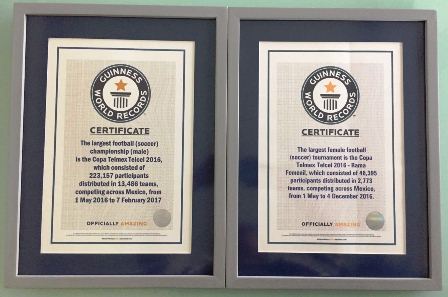 GUINNESS
WORLD RECORDS
CERTIFICATE
The largest football (soccer)
championship (male)
is the Copa Telmex Telcel 2016,
which consisted of
223,157 participants
distributed in 13,486 teams,
competing across Mexico, from
1 May 2016 to 7 February 2017
OFFICIALLY AMAZING
GUINNESS
WORLD RECORDS
CERTIFICATE
The largest female football
(soccer) tournament is the Copa
Telmex Telcel 2016 - Rama
Femenil, which consisted of 48,395
participants distributed in 2,773
teams, competing across Mexico,
from 1 May to 4 December 2016.
OFFICIALLY AMAZING